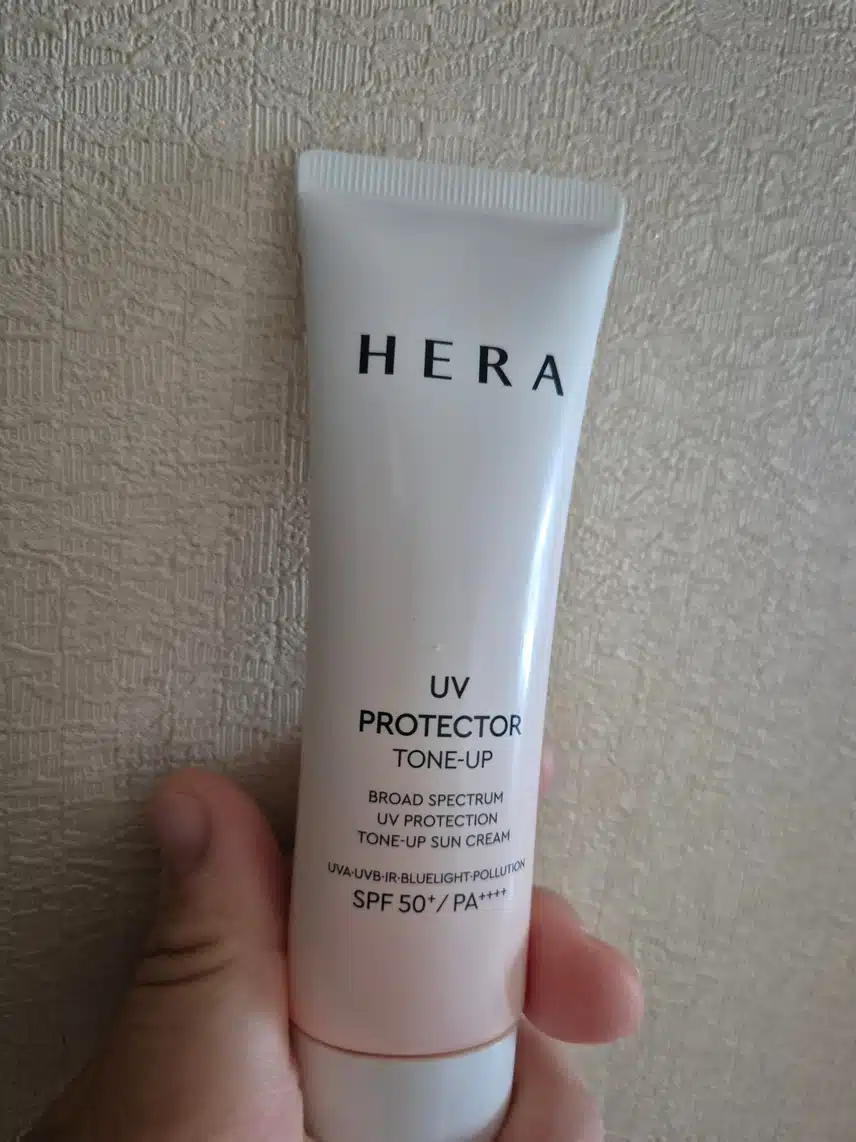 HERA
UV
PROTECTOR
TONE-UP
BROAD SPECTRUM
UV PROTECTION
TONE-UP SUN CREAM
UVA·UVB·IR·BLUELIGHT·POLLUTION
SPF 50⁺/ PA⁺⁺⁺⁺